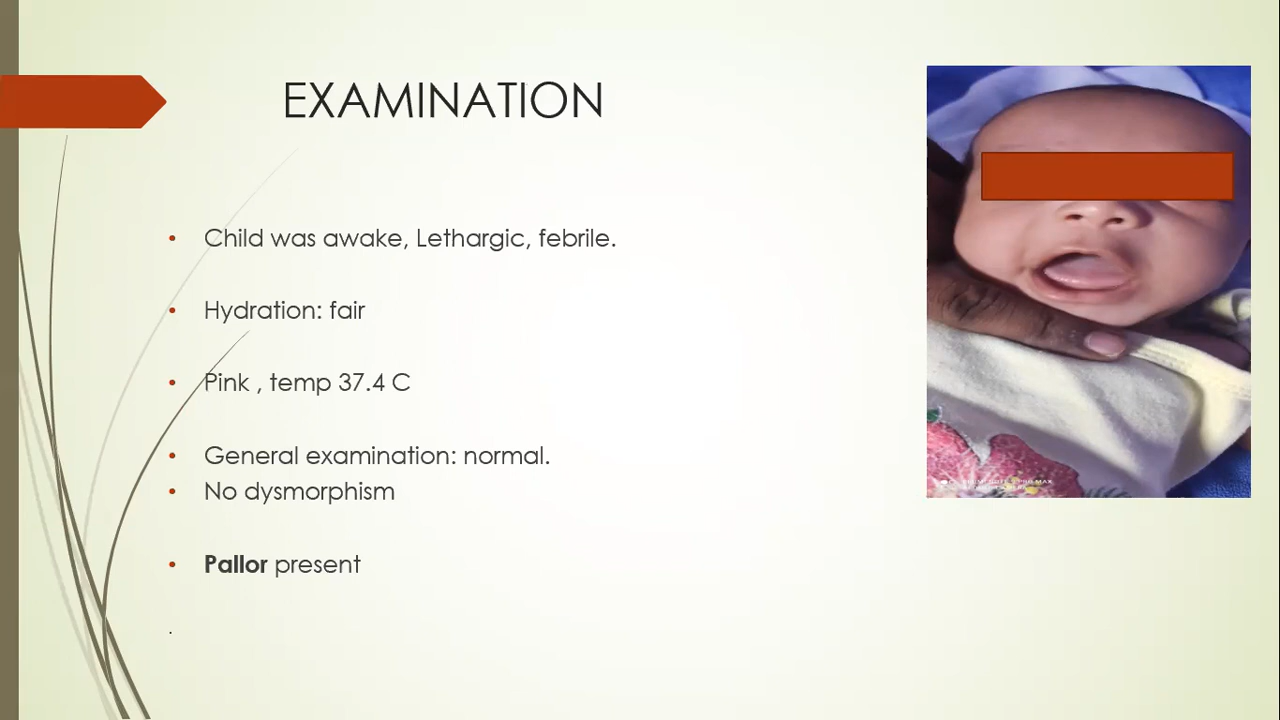 EXAMINATION
• Child was awake, Lethargic, febrile.
• Hydration: fair
• Pink , temp 37.4 C
• General examination: normal.
• No dysmorphism
• Pallor present
.